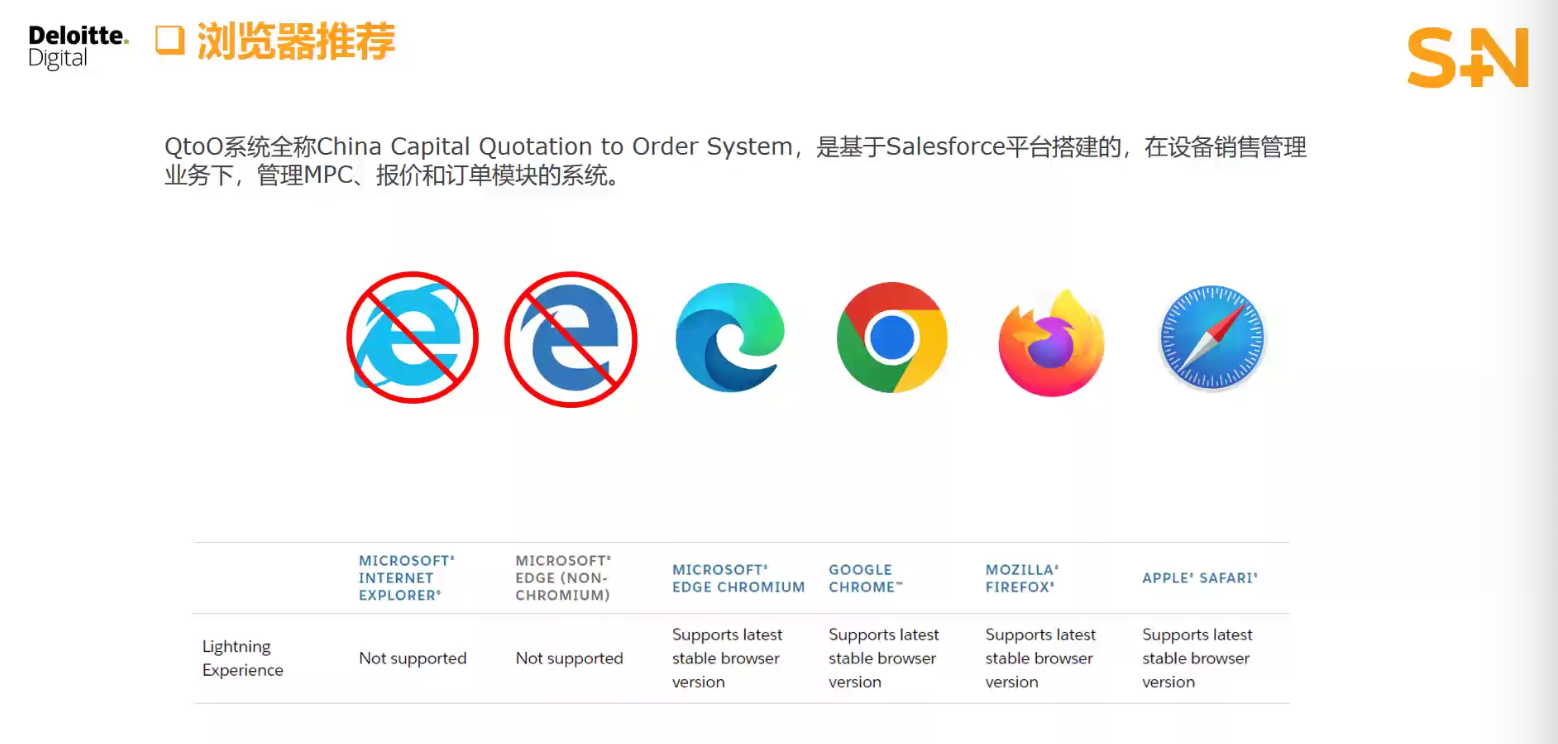 Deloitte.
Digital
浏览器推荐
S+N
QtoO系统全称China Capital Quotation to Order System，是基于Salesforce平台搭建的，在设备销售管理
业务下，管理MPC、报价和订单模块的系统。
MICROSOFT® INTERNET EXPLORER®
MICROSOFT® EDGE (NON-CHROMIUM)
MICROSOFT® EDGE CHROMIUM
GOOGLE CHROME™
MOZILLA® FIREFOX®
APPLE® SAFARI®
Lightning Experience
Not supported
Not supported
Supports latest stable browser version
Supports latest stable browser version
Supports latest stable browser version
Supports latest stable browser version